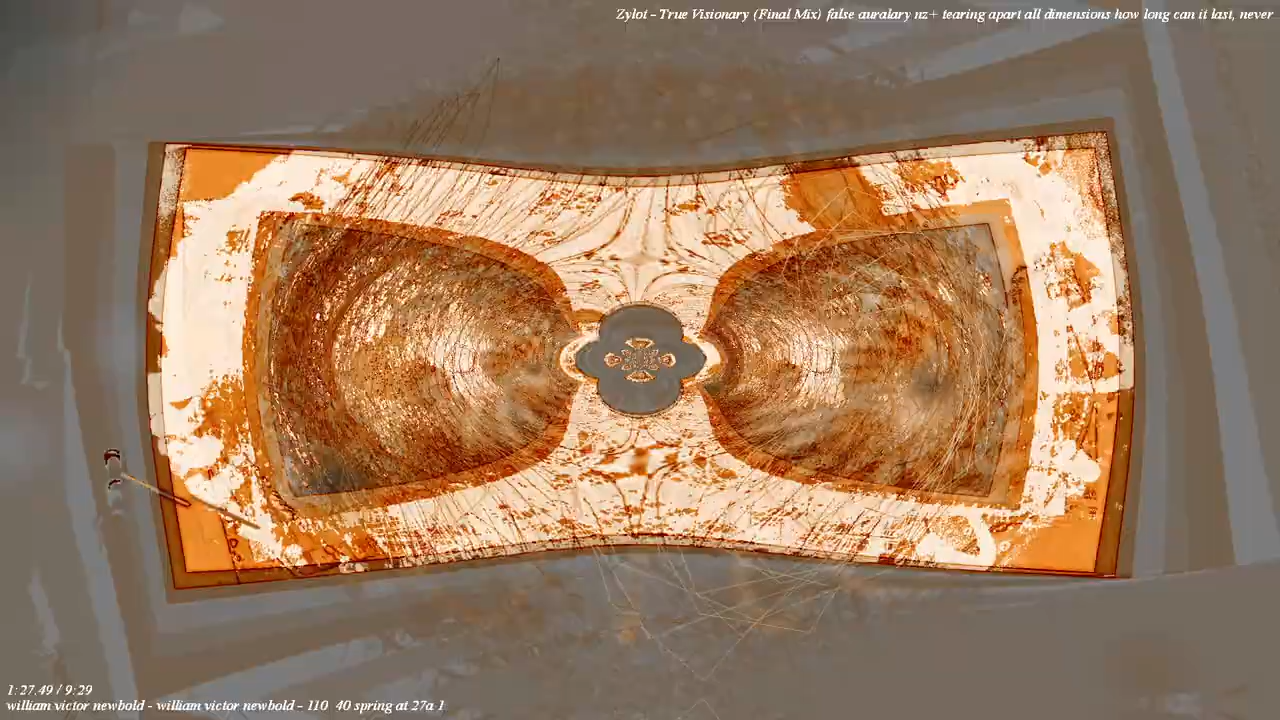 Zylot - True Visionary (Final Mix) false auralary nz+ tearing apart all dimensions how long can it last, never
1:27.49 / 9:29
william victor newbold - william victor newbold - 110 40 spring at 27a 1